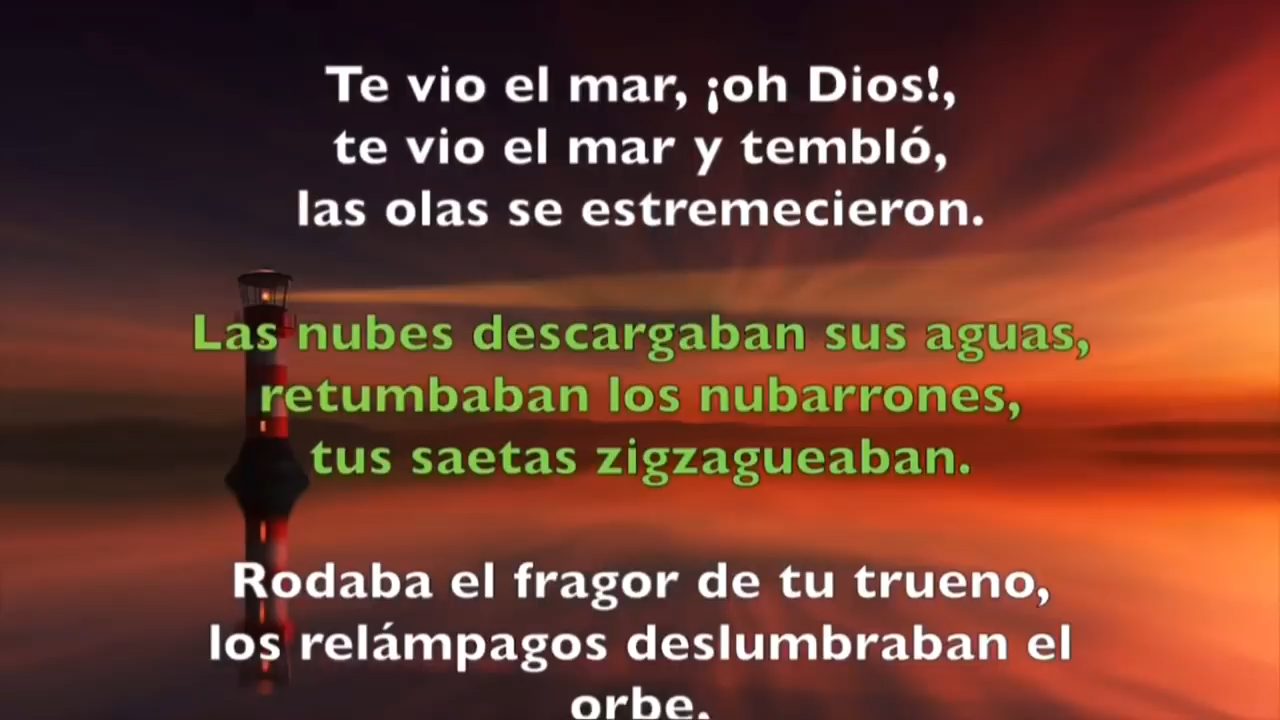 Te vio el mar, ¡oh Dios!,
te vio el mar y tembló,
las olas se estremecieron.
Las nubes descargaban sus aguas,
retumbaban los nubarrones,
tus saetas zigzagueaban.
Rodaba el fragor de tu trueno,
los relámpagos deslumbraban el
orbe,